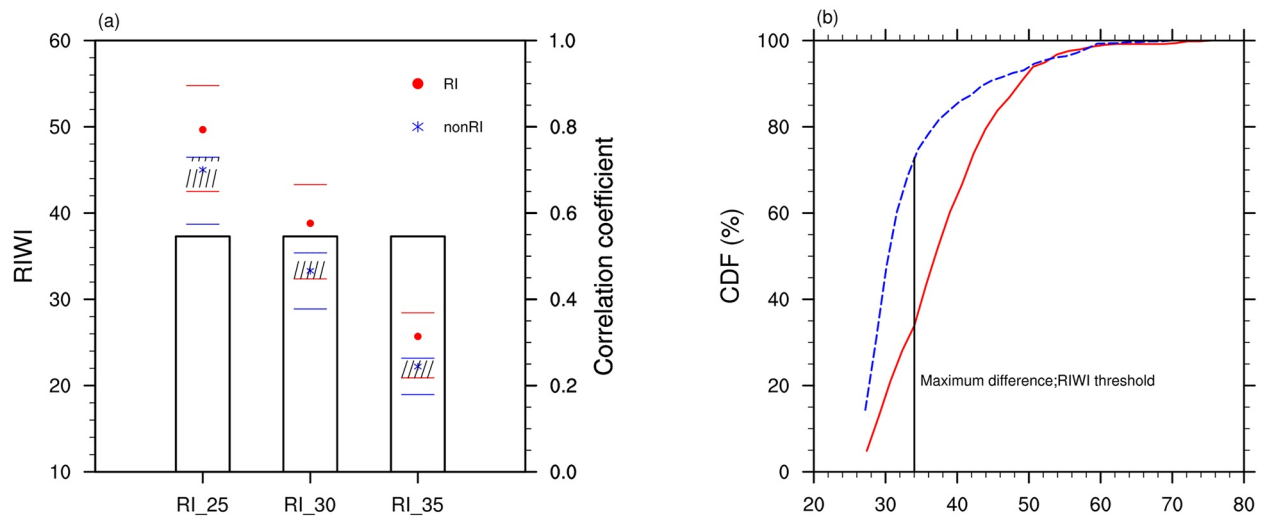 (a)
60
50
40
30
20
10
RIWI
RI
nonRI
1.0
0.8
0.6
0.4
0.2
0.0
Correlation coefficient
RI_25 RI_30 RI_35
(b)
100
80
60
40
20
0
CDF (%)
Maximum difference;RIWI threshold
20 30 40 50 60 70 80